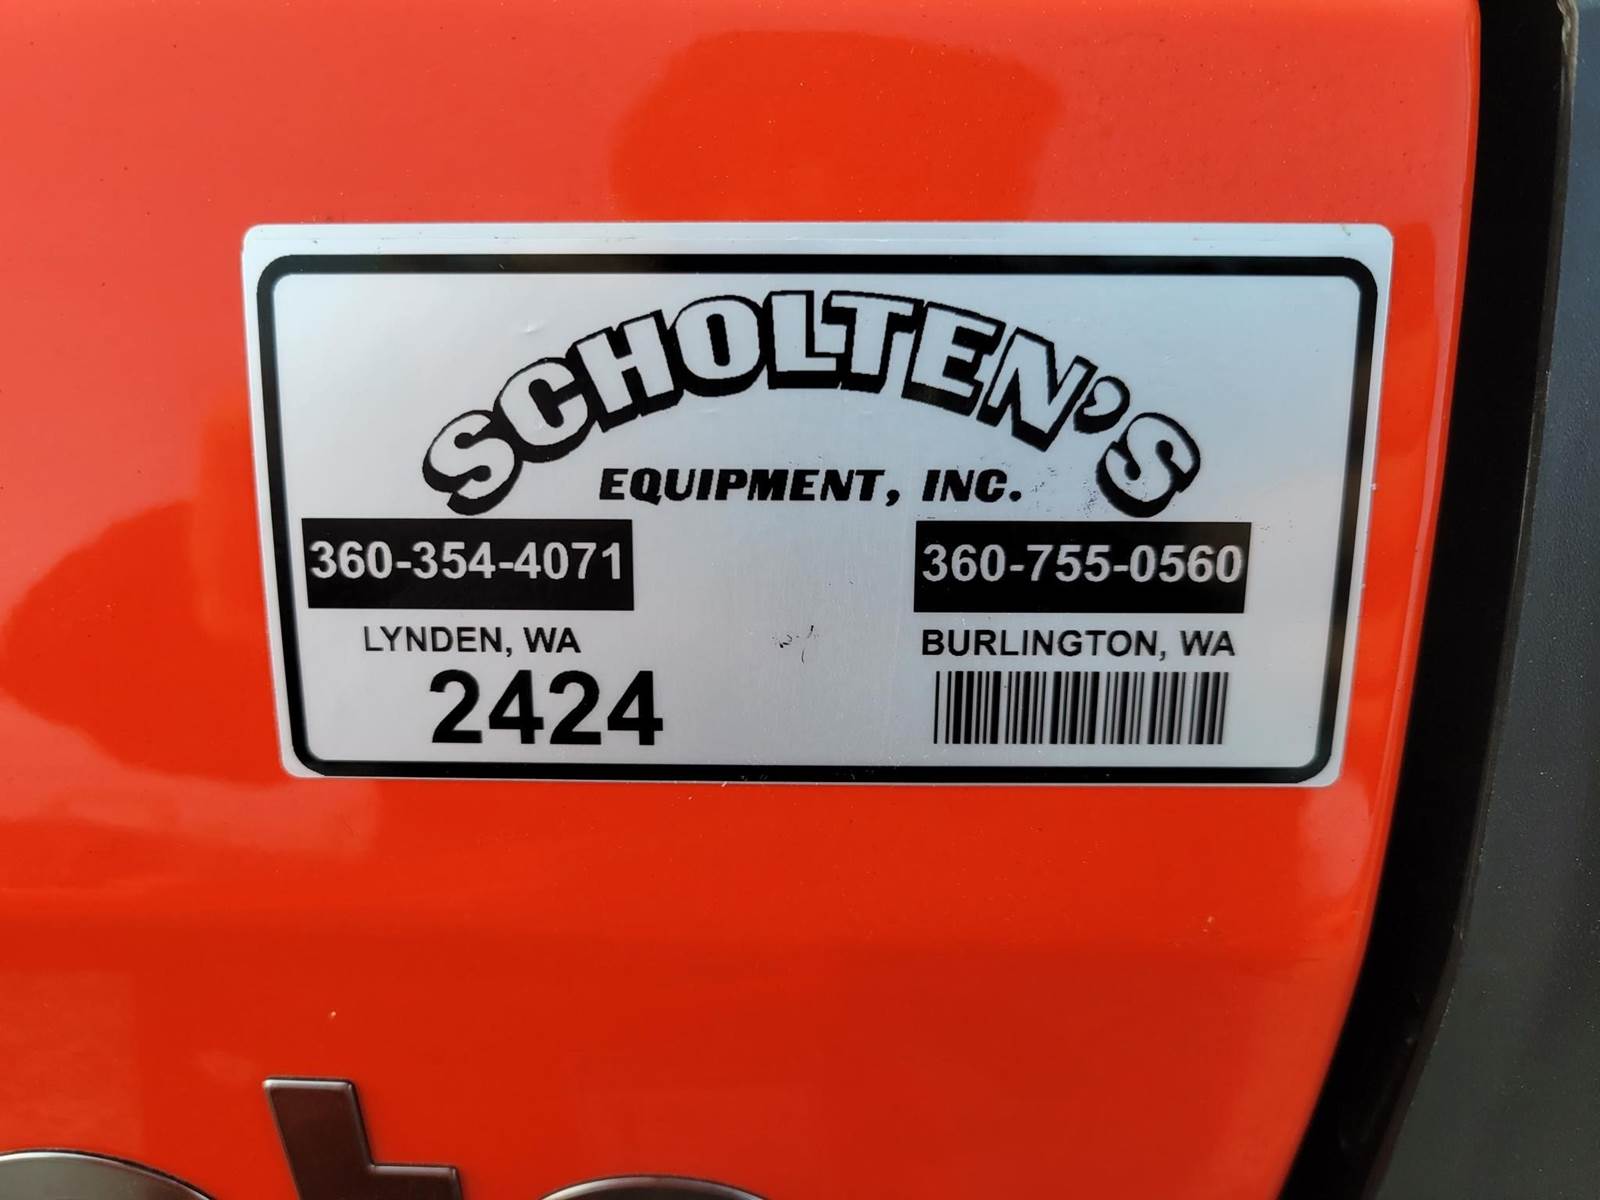 SCHOLTEN'S
EQUIPMENT, INC.
360-354-4071
LYNDEN, WA
2424
360-755-0560
BURLINGTON, WA